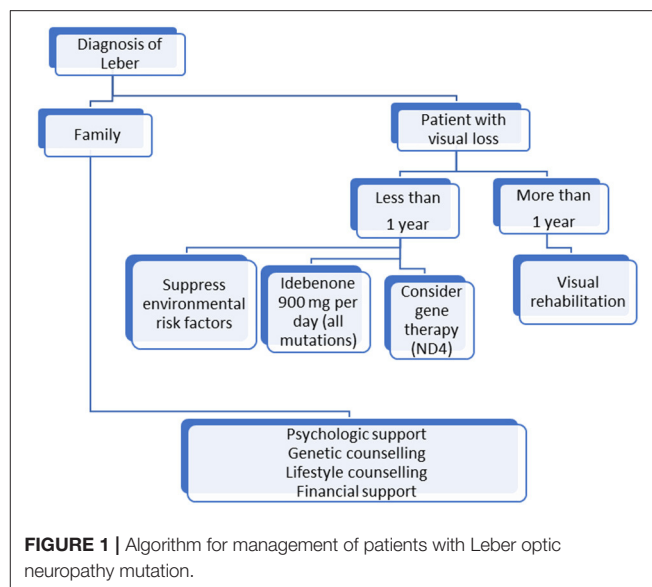 Diagnosis of
Leber
Family
Patient with
visual loss
Less than
1 year
More than
1 year
Suppress
environmental
risk factors
Idebenone
900 mg per
day (all
mutations)
Consider
gene
therapy
(ND4)
Visual
rehabilitation
Psychologic support
Genetic counselling
Lifestyle counselling
Financial support
FIGURE 1 | Algorithm for management of patients with Leber optic
neuropathy mutation.